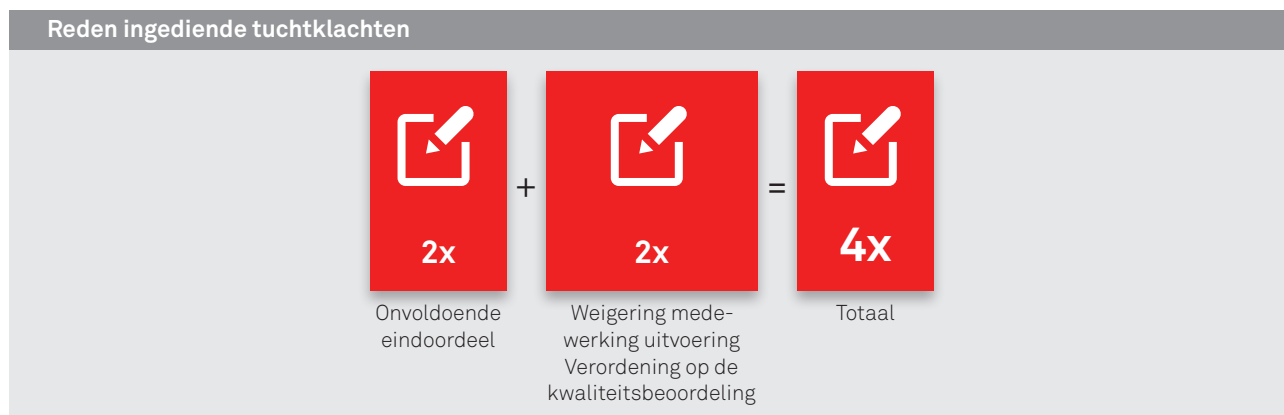 Reden ingediende tuchtklachten
2x
+
2x
=
4x
Onvoldoende
eindoordeel
Weigering mede-
werking uitvoering
Verordening op de
kwaliteitsbeoordeling
Totaal